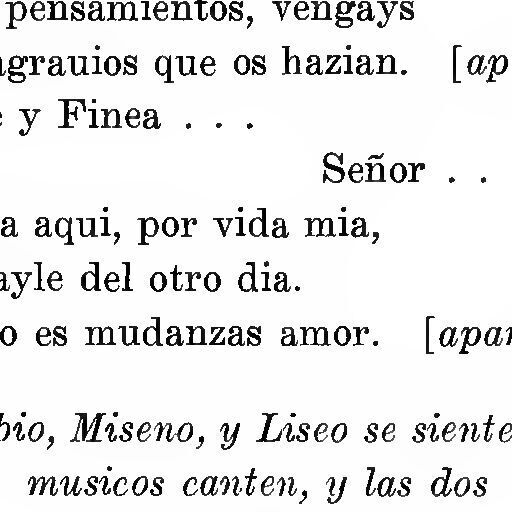 pensamientos, vengays
agrauios que os hazian. [ap
y Finea . . .
Señor . .
a aqui, por vida mia,
ayle del otro dia.
o es mudanzas amor. [apar
bio, Miseno, y Liseo se siente
musicos canten, y las dos